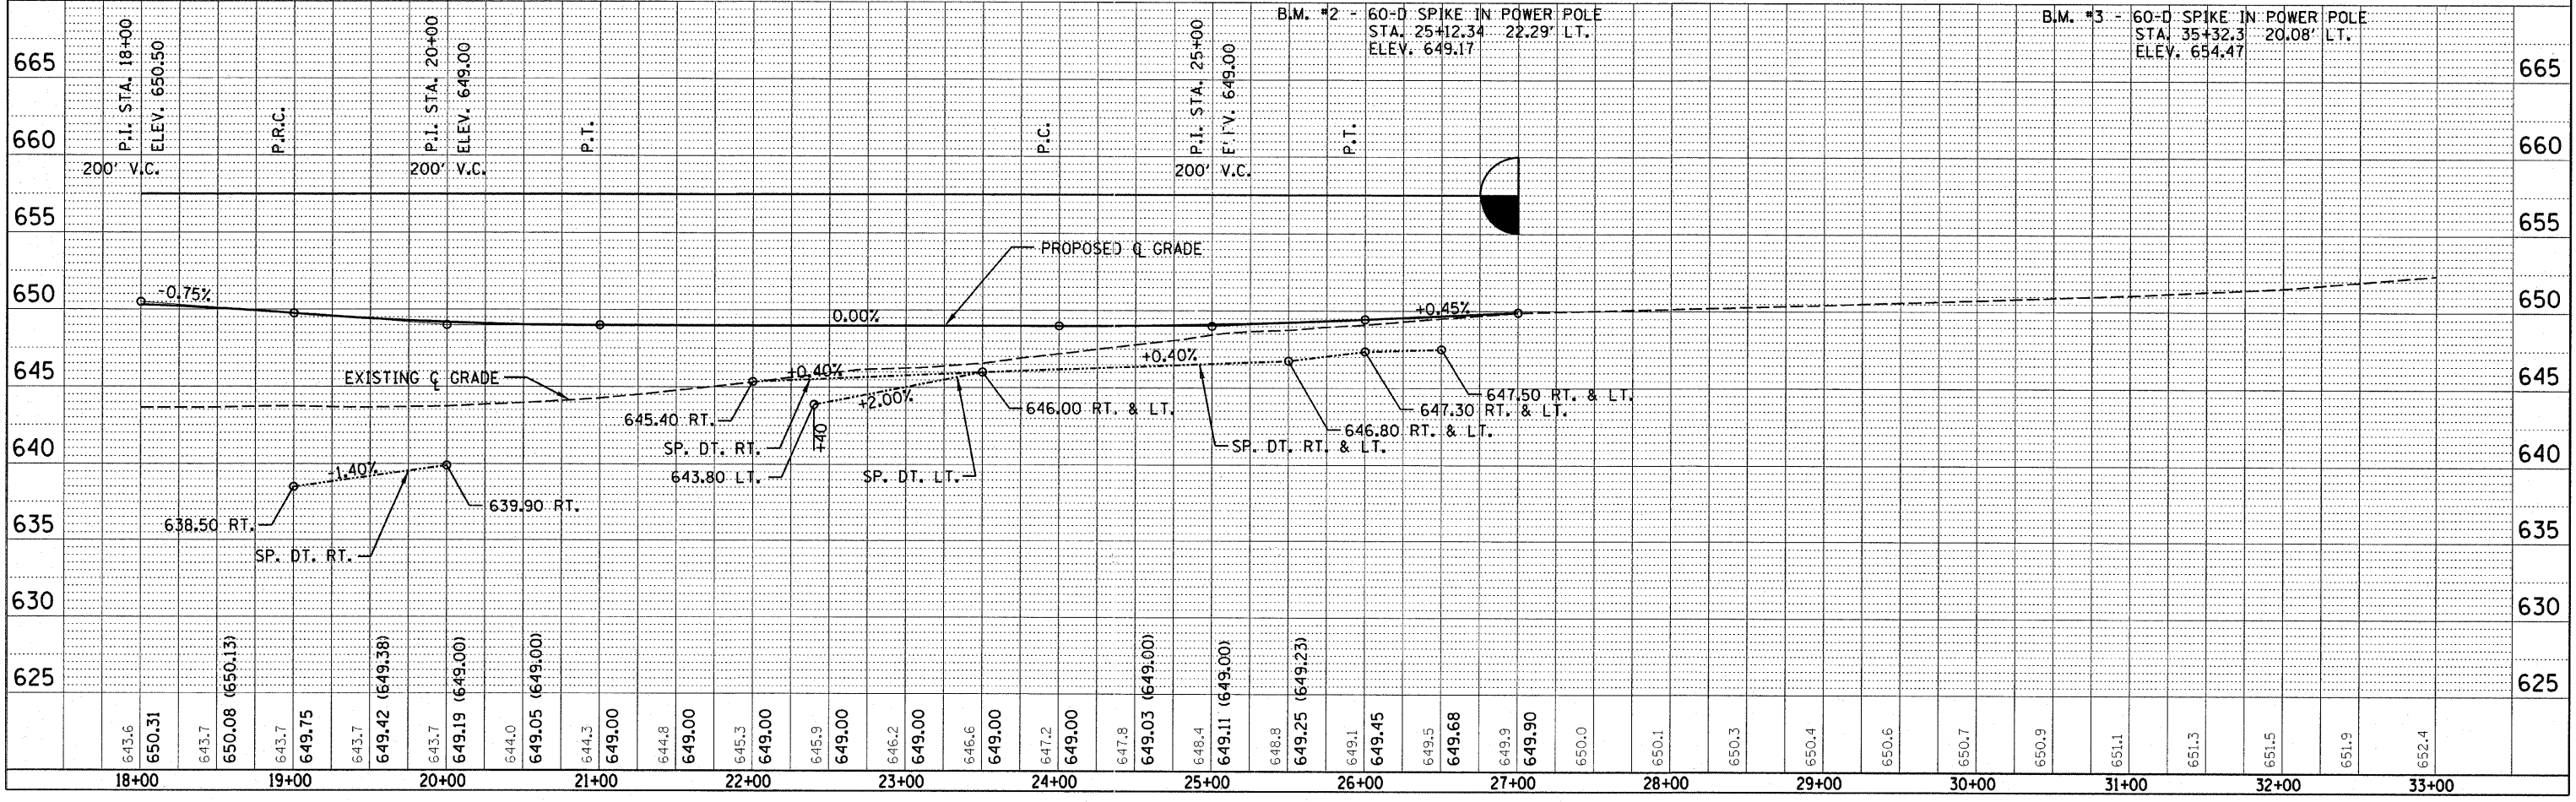 B.M. #2 - 60-D SPIKE IN POWER POLE
STA. 25+12.34 22.29' LT.
ELEV. 649.17
B.M. #3 - 60-D SPIKE IN POWER POLE
STA. 35+32.3 20.08' LT.
ELEV. 654.47
P.I. STA. 18+00
ELEV. 650.50
200' V.C.
P.R.C.
P.I. STA. 20+00
ELEV. 649.00
200' V.C.
P.T.
P.C.
P.I. STA. 25+00
ELEV. 649.00
200' V.C.
P.T.
665
660
655
650
645
640
635
630
625
665
660
655
650
645
640
635
630
625
PROPOSED ℄ GRADE
-0.75%
0.00%
+0.45%
EXISTING ℄ GRADE
+0.40%
+0.40%
+2.00%
645.40 RT.
SP. DT. RT.
643.80 LT.
+40
SP. DT. LT.
646.00 RT. & LT.
SP. DT. RT. & LT.
646.80 RT. & LT.
647.30 RT. & LT.
647.50 RT. & LT.
-1.40%
638.50 RT.
SP. DT. RT.
639.90 RT.
643.6
650.31
643.7
650.08 (650.13)
643.7
649.75
643.7
649.42 (649.38)
643.7
649.19 (649.00)
644.0
649.05 (649.00)
644.3
649.00
644.8
649.00
645.3
649.00
645.9
649.00
646.2
649.00
646.6
649.00
647.2
649.00
647.8
649.03 (649.00)
648.4
649.11 (649.00)
648.8
649.25 (649.23)
649.1
649.45
649.5
649.68
649.9
649.90
650.0
650.1
650.3
650.4
650.6
650.7
650.9
651.1
651.3
651.5
651.9
652.4
18+00 19+00 20+00 21+00 22+00 23+00 24+00 25+00 26+00 27+00 28+00 29+00 30+00 31+00 32+00 33+00